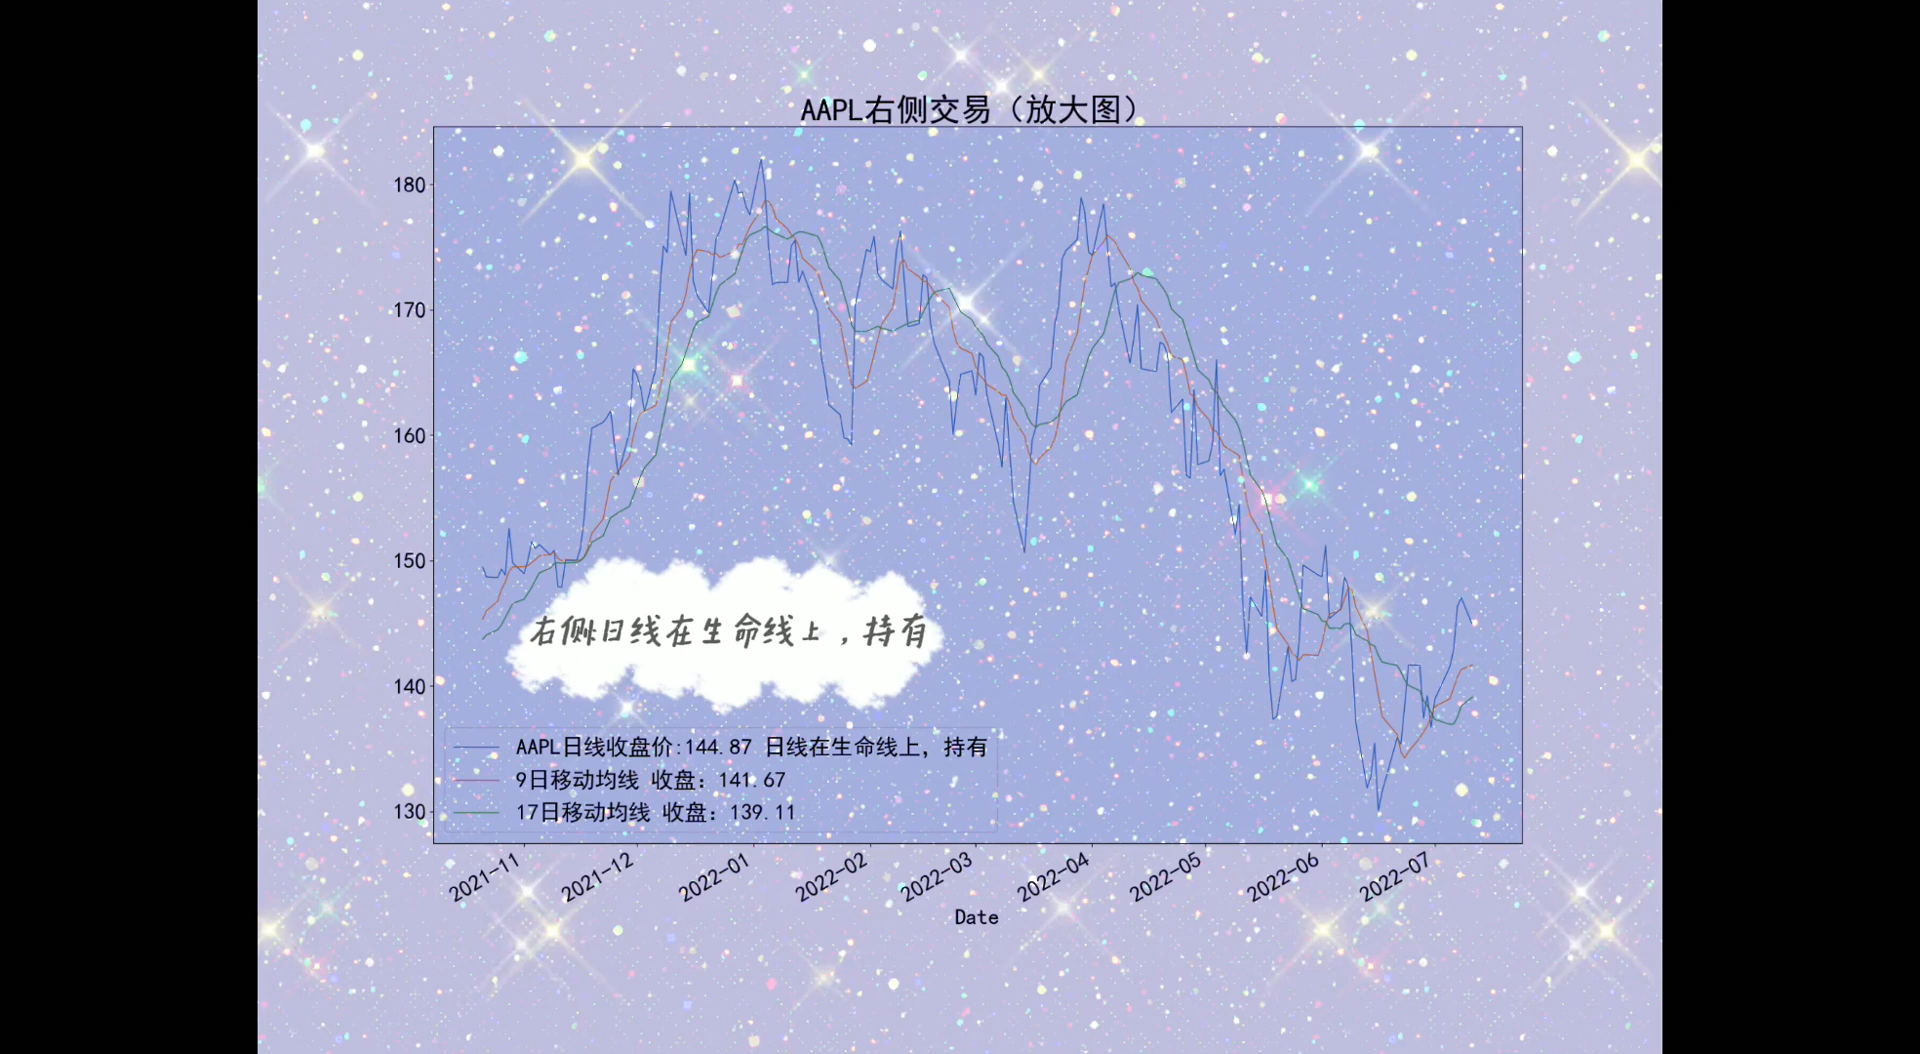 AAPL右侧交易（放大图）
180
170
160
150
140
130
右侧:日线在生命线上，持有
AAPL日线收盘价:144.87 日线在生命线上，持有
9日移动均线 收盘：141.67
17日移动均线 收盘：139.11
2021-11 2021-12 2022-01 2022-02 2022-03 2022-04 2022-05 2022-06 2022-07
Date